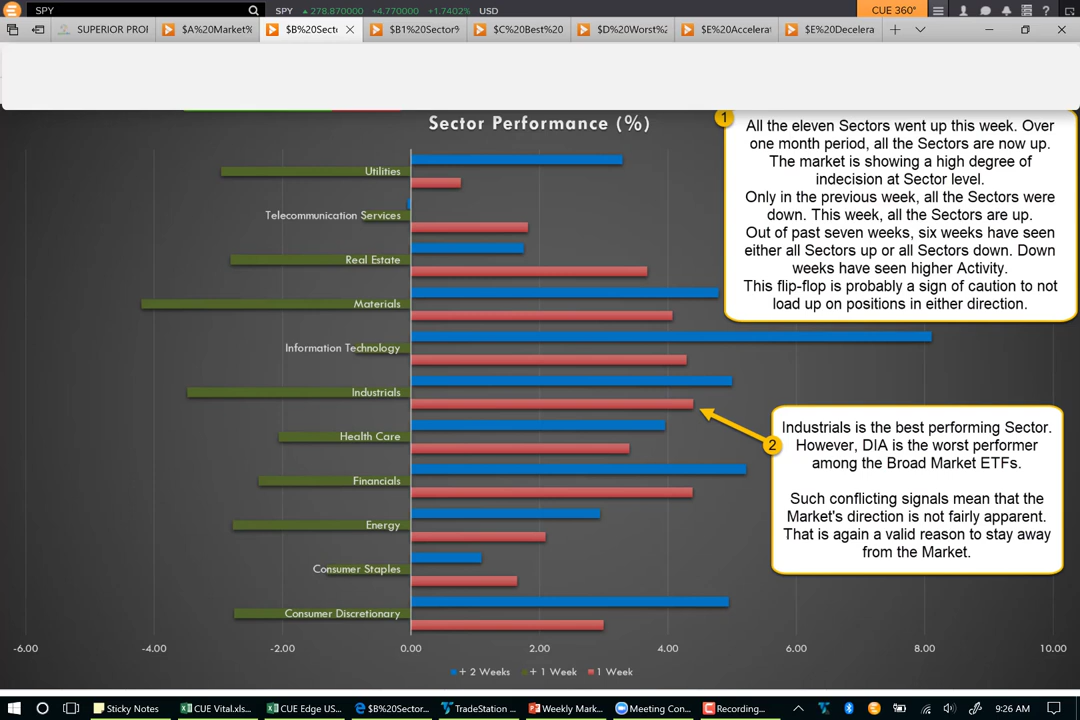 SPY
SPY 278.870000 +4.770000 +1.7402% USD
CUE 360°
SUPERIOR PROF
$A%20Market%
$B%20Secto
$B1%20Sector9
$C%20Best%20
$D%20Worst%2
$E%20Accelerat
$E%20Decelera
Sector Performance (%)
1
All the eleven Sectors went up this week. Over
one month period, all the Sectors are now up.
The market is showing a high degree of
indecision at Sector level.
Only in the previous week, all the Sectors were
down. This week, all the Sectors are up.
Out of past seven weeks, six weeks have seen
either all Sectors up or all Sectors down. Down
weeks have seen higher Activity.
This flip-flop is probably a sign of caution to not
load up on positions in either direction.
Utilities
Telecommunication Services
Real Estate
Materials
Information Technology
Industrials
Health Care
Financials
Energy
Consumer Staples
Consumer Discretionary
2
Industrials is the best performing Sector.
However, DIA is the worst performer
among the Broad Market ETFs.
Such conflicting signals mean that the
Market's direction is not fairly apparent.
That is again a valid reason to stay away
from the Market.
-6.00 -4.00 -2.00 0.00 2.00 4.00 6.00 8.00 10.00
+ 2 Weeks + 1 Week 1 Week
Sticky Notes
CUE Vital.xls...
CUE Edge US...
$B%20Sector...
TradeStation ...
Weekly Mark...
Meeting Con...
Recording...
9:26 AM